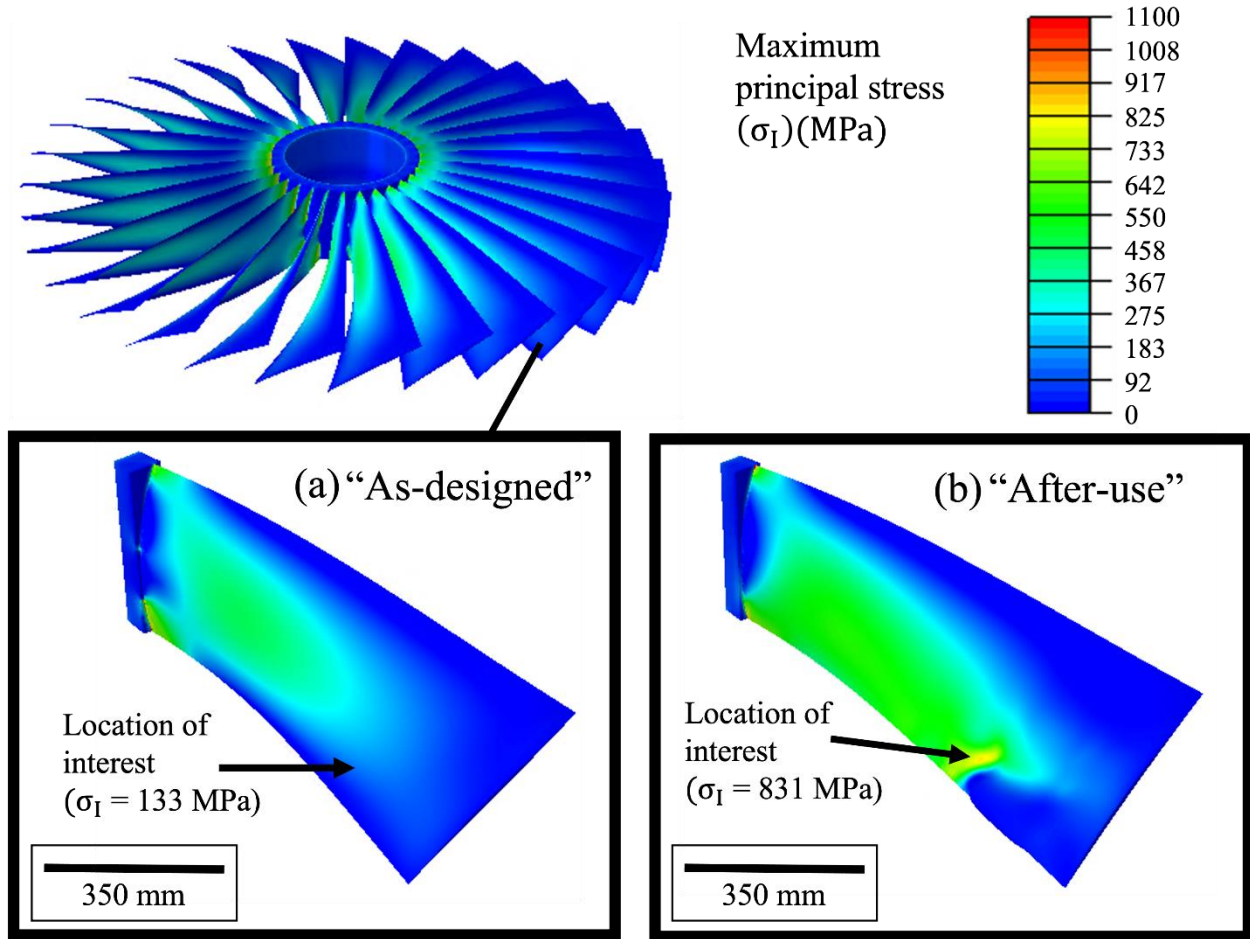 Maximum
principal stress
(σI)(MPa)
1100
1008
917
825
733
642
550
458
367
275
183
92
0
(a) “As-designed”
Location of
interest
(σI = 133 MPa)
350 mm
(b) “After-use”
Location of
interest
(σI = 831 MPa)
350 mm